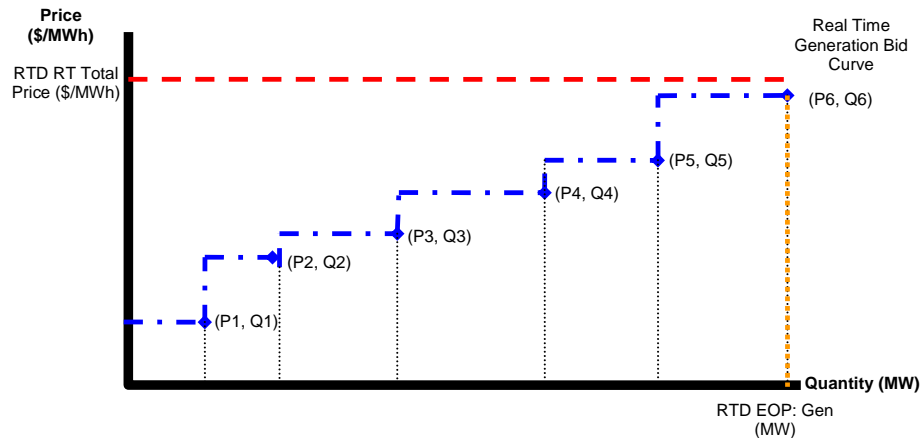 Price
($/MWh)
Real Time
Generation Bid
Curve
RTD RT Total
Price ($/MWh)
(P6, Q6)
(P5, Q5)
(P4, Q4)
(P3, Q3)
(P2, Q2)
(P1, Q1)
Quantity (MW)
RTD EOP: Gen
(MW)